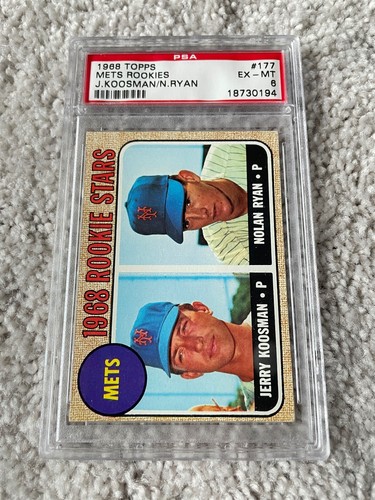 PSA
1968 TOPPS #177
METS ROOKIES EX - MT
J.KOOSMAN/N.RYAN 6
18730194
1968 ROOKIE STARS
METS
NOLAN RYAN • P
JERRY KOOSMAN • P